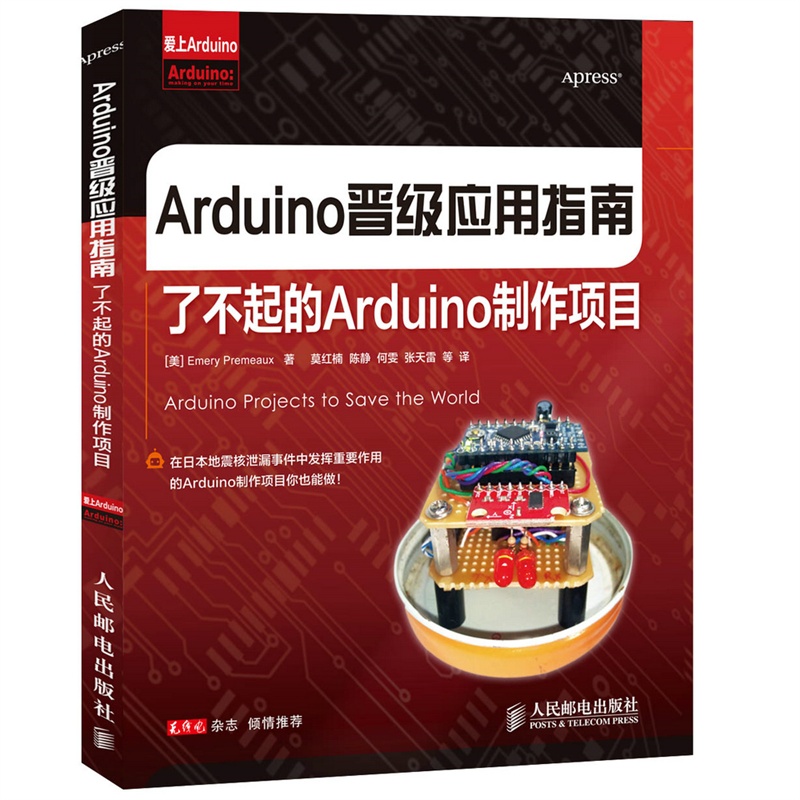 Apress
Arduino晋级应用指南
了不起的Arduino制作项目
爱上Arduino
Arduino:
人民邮电出版社
爱上Arduino
Arduino:
making on your time
Apress®
Arduino晋级应用指南
了不起的Arduino制作项目
[美] Emery Premeaux 著 莫红楠 陈静 何雯 张天雷 等 译
Arduino Projects to Save the World
在日本地震核泄漏事件中发挥重要作用
的Arduino制作项目你也能做！
无线电 杂志 倾情推荐
人民邮电出版社
POSTS & TELECOM PRESS